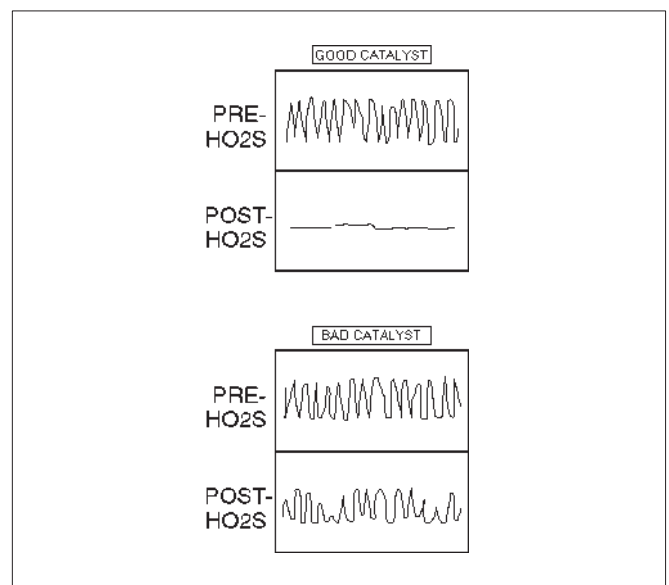 GOOD CATALYST
PRE-
HO2S
POST-
HO2S
BAD CATALYST
PRE-
HO2S
POST-
HO2S